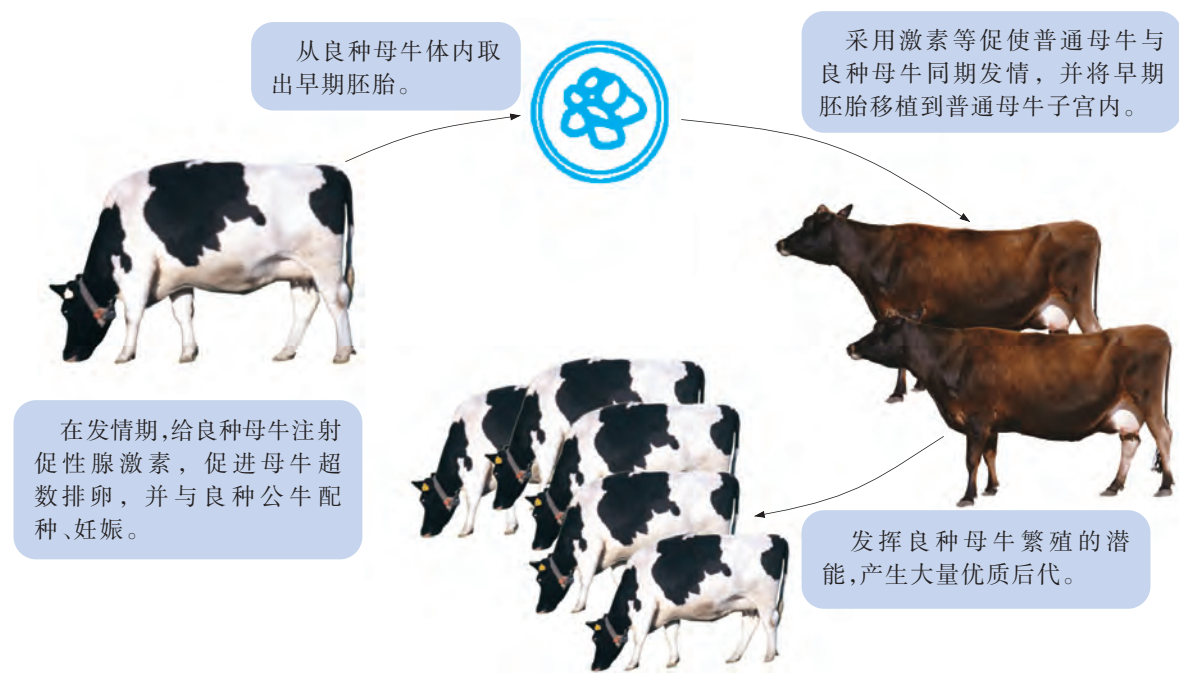 从良种母牛体内取
出早期胚胎。
采用激素等促使普通母牛与
良种母牛同期发情，并将早期
胚胎移植到普通母牛子宫内。
在发情期,给良种母牛注射
促性腺激素，促进母牛超
数排卵，并与良种公牛配
种、妊娠。
发挥良种母牛繁殖的潜
能,产生大量优质后代。